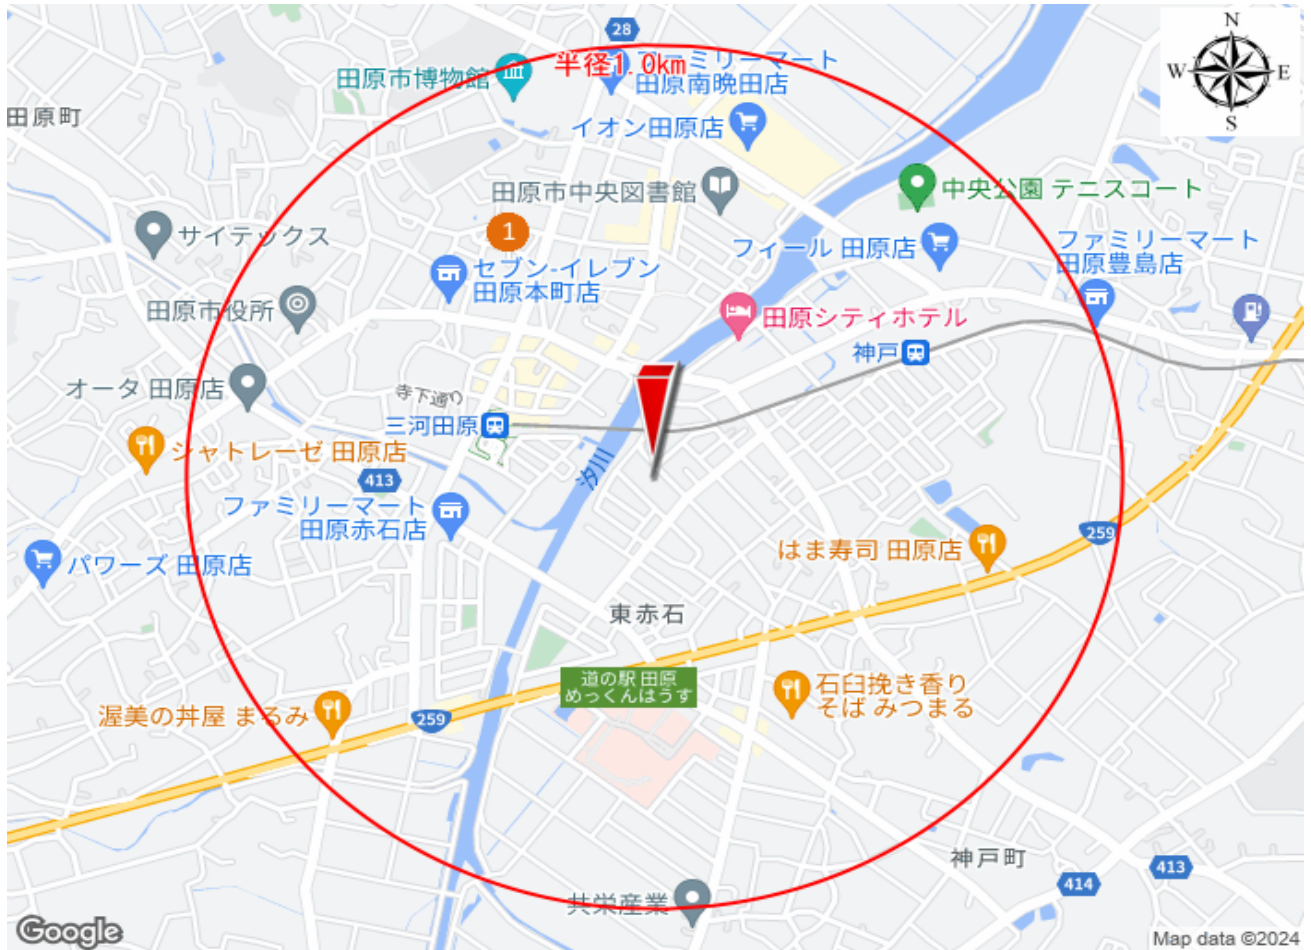 N
W
E
S
28
半径1.0km
ファミリーマート
田原南晩田店
田原市博物館
田原町
イオン田原店
田原市中央図書館
中央公園 テニスコート
1
サイテックス
フィール 田原店
ファミリーマート
田原豊島店
セブン-イレブン
田原本町店
田原市役所
田原シティホテル
神戸
オータ 田原店
寺下通り
三河田原
シャトレーゼ 田原店
413
汐川
ファミリーマート
田原赤石店
259
はま寿司 田原店
パワーズ 田原店
東赤石
道の駅 田原
めっくんはうす
石臼挽き香り
そば みつまる
渥美の丼屋 まるみ
259
神戸町
413
414
共栄産業
Google
Map data ©2024